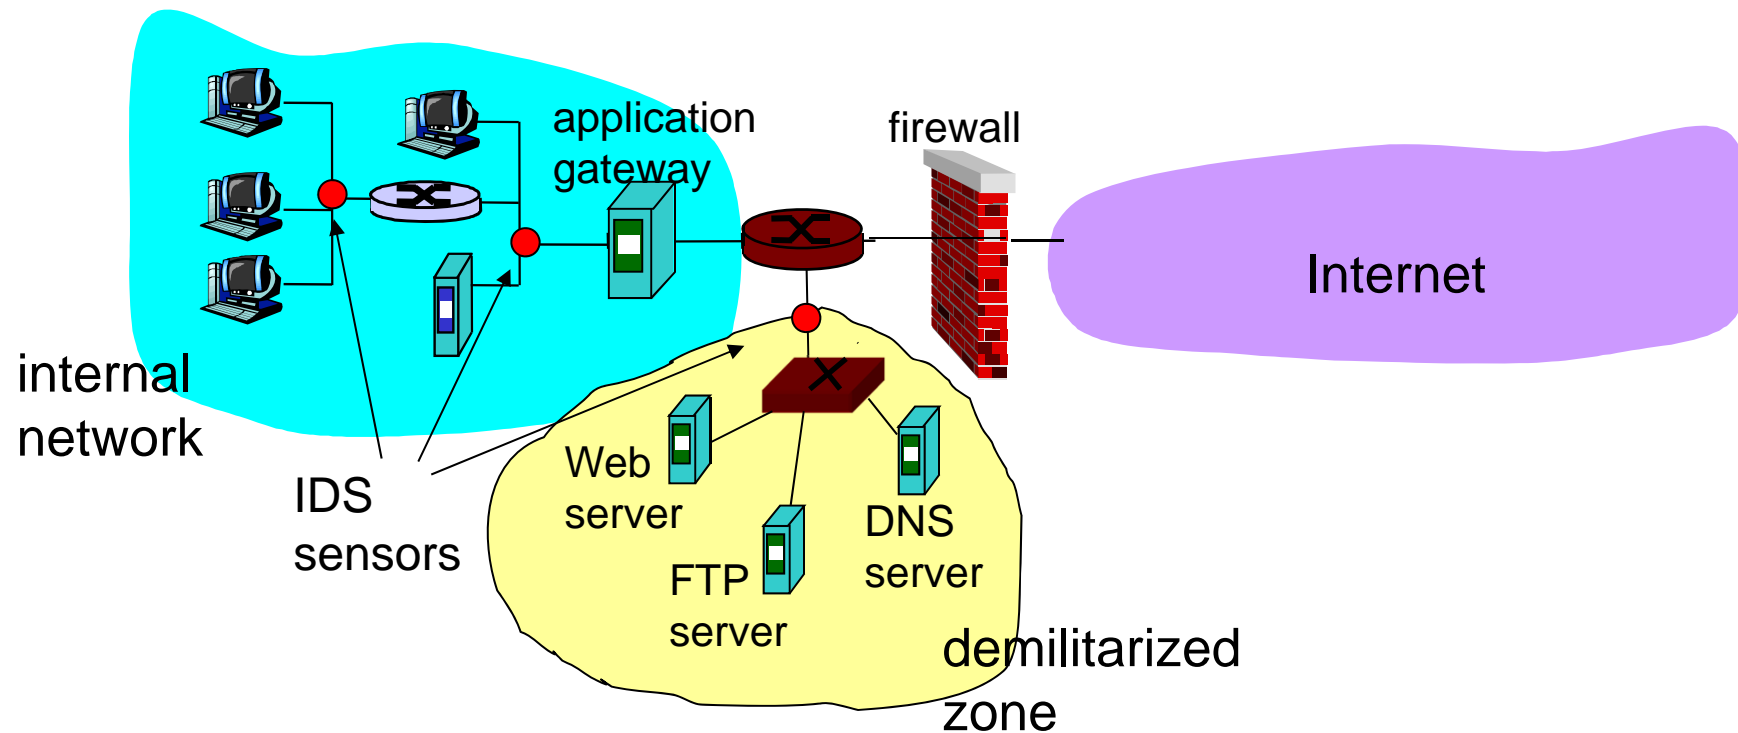 application
gateway
firewall
Internet
internal
network
IDS
sensors
Web
server
FTP
server
DNS
server
demilitarized
zone